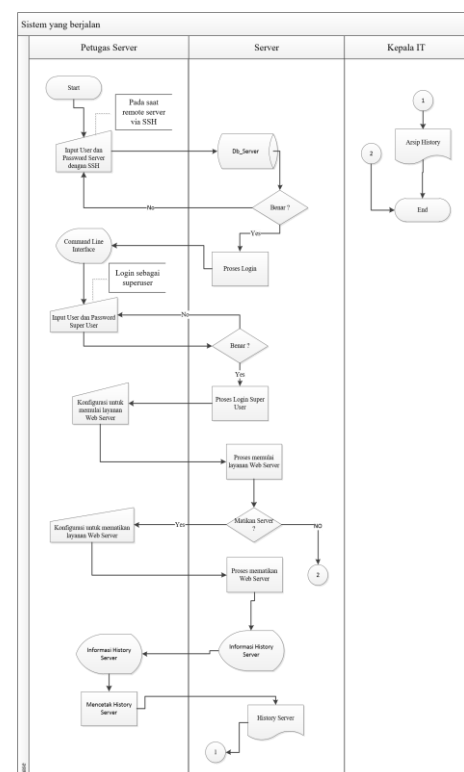 Sistem yang berjalan
Petugas Server
Server
Kepala IT
Start
Pada saat
remote server
via SSH
Input User dan
Password Server
dengan SSH
Db_Server
Benar ?
No
Yes
Command Line
Interface
Proses Login
Login sebagai
superuser
Input User dan Password
Super User
No
Benar ?
Yes
Proses Login Super
User
Konfigurasi untuk
memulai layanan
Web Server
Proses memulai
layanan Web Server
Matikan Server
?
Yes
NO
2
Konfigurasi untuk mematikan
layanan Web Server
Proses mematikan
Web Server
Informasi History
Server
Informasi History
Server
Mencetak History
Server
History Server
1
1
2
Arsip History
End